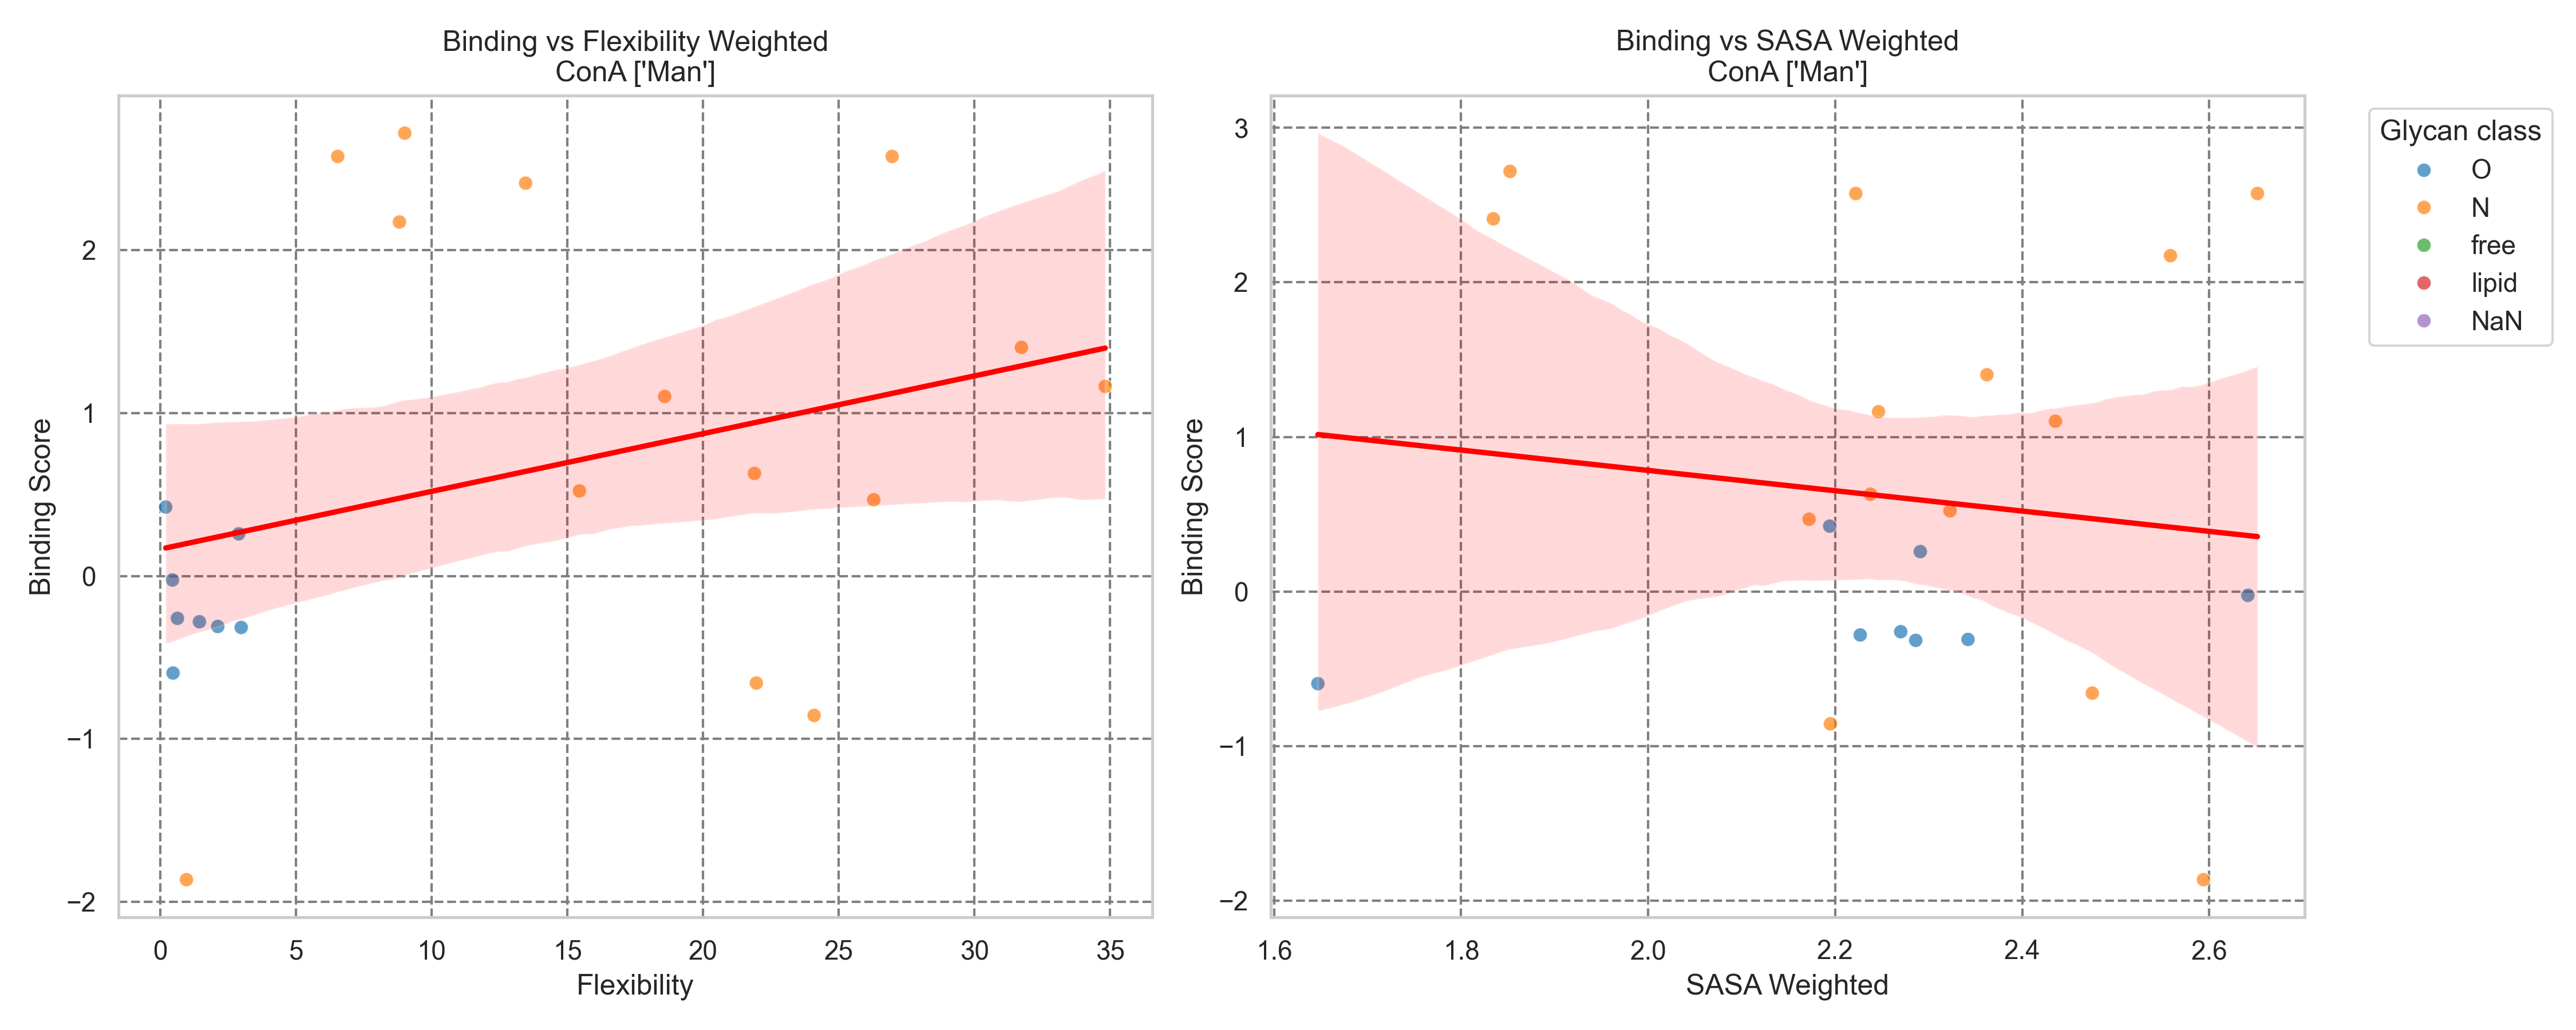 Binding vs Flexibility Weighted
ConA ['Man']
Binding Score
2
1
0
−1
−2
0 5 10 15 20 25 30 35
Flexibility
Binding vs SASA Weighted
ConA ['Man']
Binding Score
3
2
1
0
−1
−2
1.6 1.8 2.0 2.2 2.4 2.6
SASA Weighted
Glycan class
O
N
free
lipid
NaN